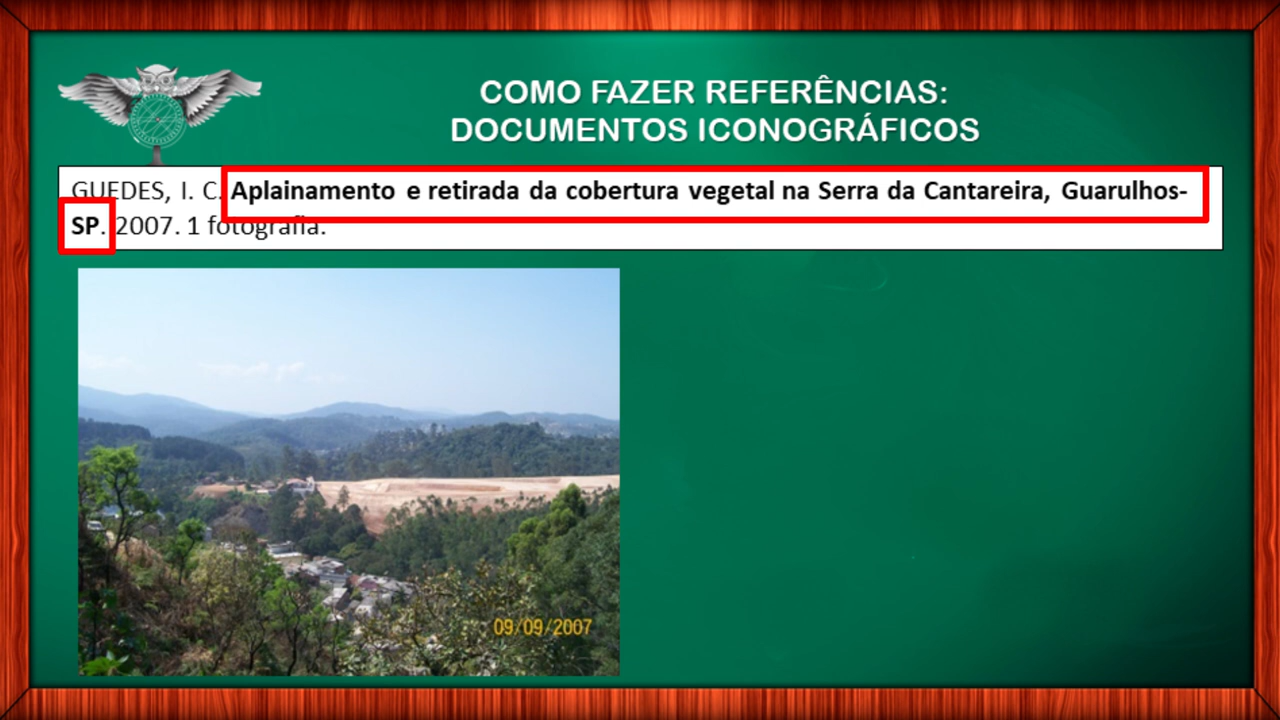 COMO FAZER REFERÊNCIAS:
DOCUMENTOS ICONOGRÁFICOS
GUEDES, I. C. Aplainamento e retirada da cobertura vegetal na Serra da Cantareira, Guarulhos-
SP. 2007. 1 fotografia.
09/09/2007